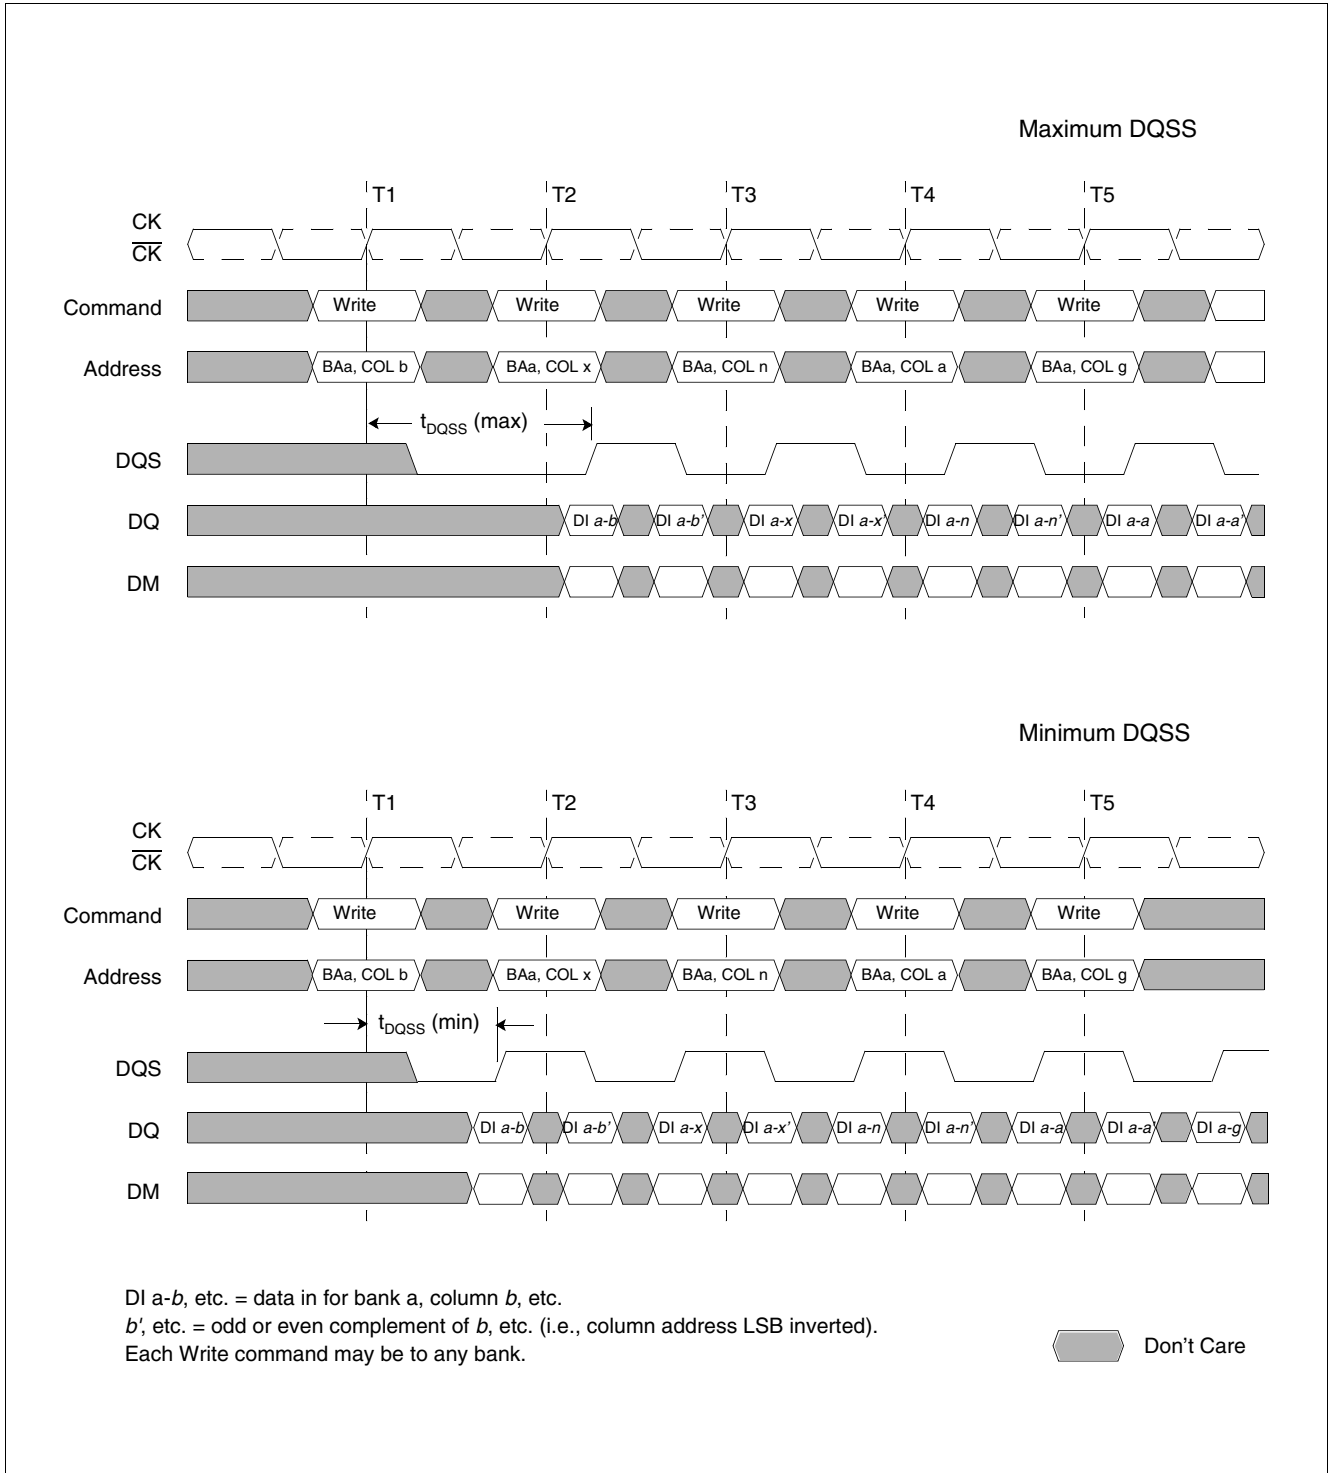 Maximum DQSS
T1 T2 T3 T4 T5
CK
CK
Command Write Write Write Write Write
Address BAa, COL b BAa, COL x BAa, COL n BAa, COL a BAa, COL g
tDQSS (max)
DQS
DQ DI a-b DI a-b' DI a-x DI a-x' DI a-n DI a-n' DI a-a DI a-a'
DM
Minimum DQSS
T1 T2 T3 T4 T5
CK
CK
Command Write Write Write Write Write
Address BAa, COL b BAa, COL x BAa, COL n BAa, COL a BAa, COL g
tDQSS (min)
DQS
DQ DI a-b DI a-b' DI a-x DI a-x' DI a-n DI a-n' DI a-a DI a-a' DI a-g
DM
DI a-b, etc. = data in for bank a, column b, etc.
b', etc. = odd or even complement of b, etc. (i.e., column address LSB inverted).
Each Write command may be to any bank.
Don't Care